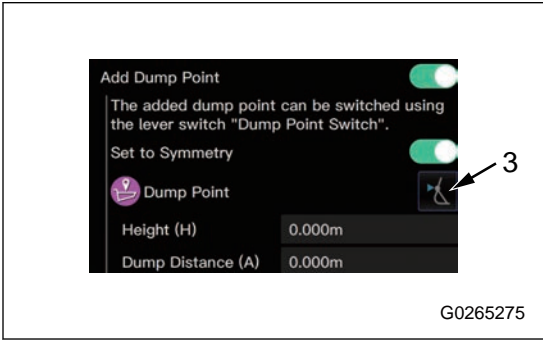 Add Dump Point
The added dump point can be switched using
the lever switch "Dump Point Switch".
Set to Symmetry
3
Dump Point
Height (H) 0.000m
Dump Distance (A) 0.000m
G0265275